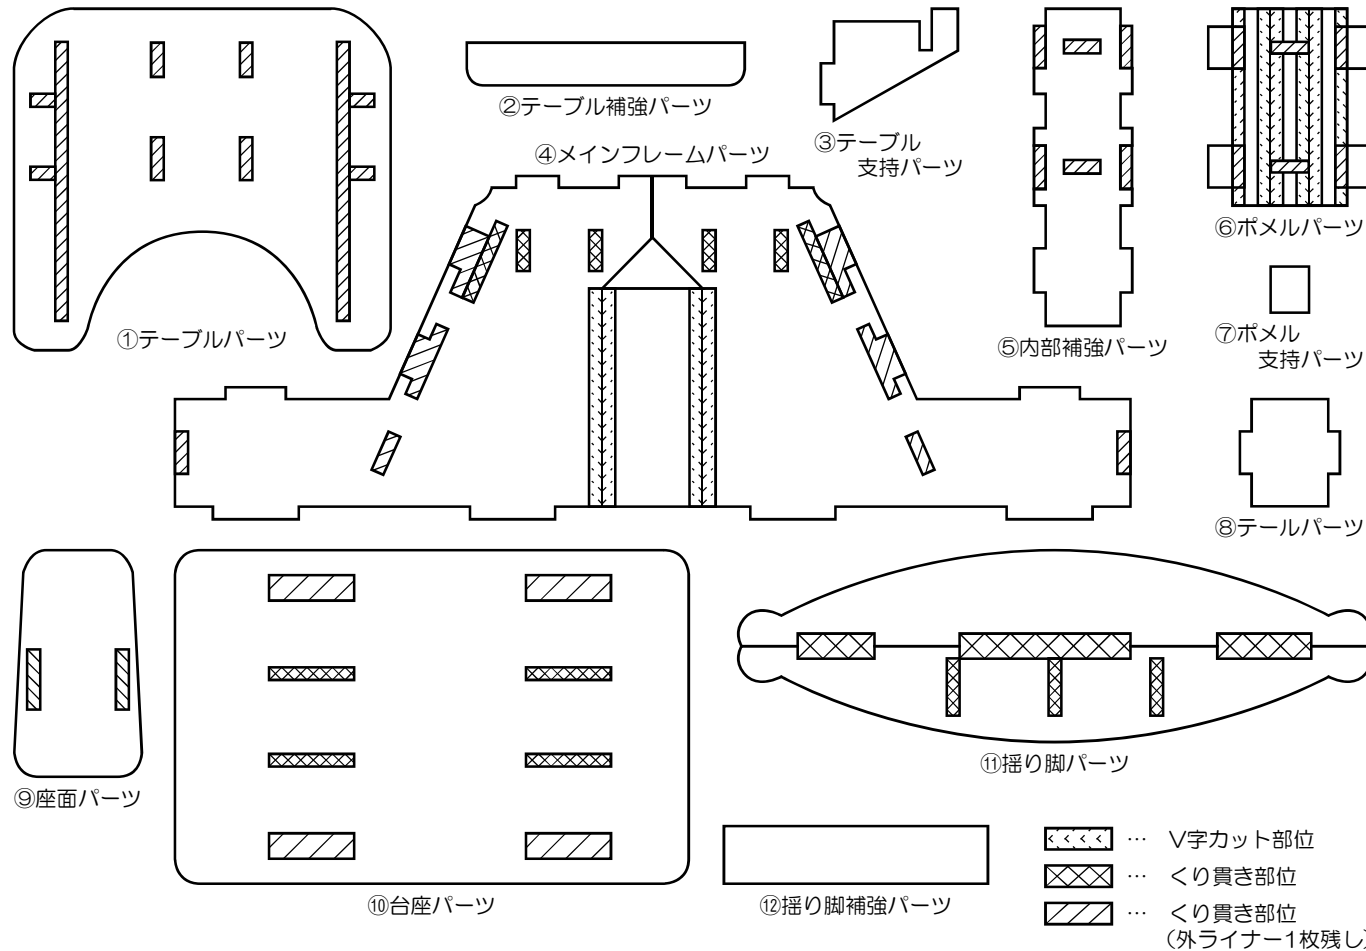 ①テーブルパーツ
②テーブル補強パーツ
③テーブル
支持パーツ
④メインフレームパーツ
⑤内部補強パーツ
⑥ポメルパーツ
⑦ポメル
支持パーツ
⑧テールパーツ
⑨座面パーツ
⑩台座パーツ
⑪揺り脚パーツ
⑫揺り脚補強パーツ
… V字カット部位
… くり貫き部位
… くり貫き部位
(外ライナー1枚残し)